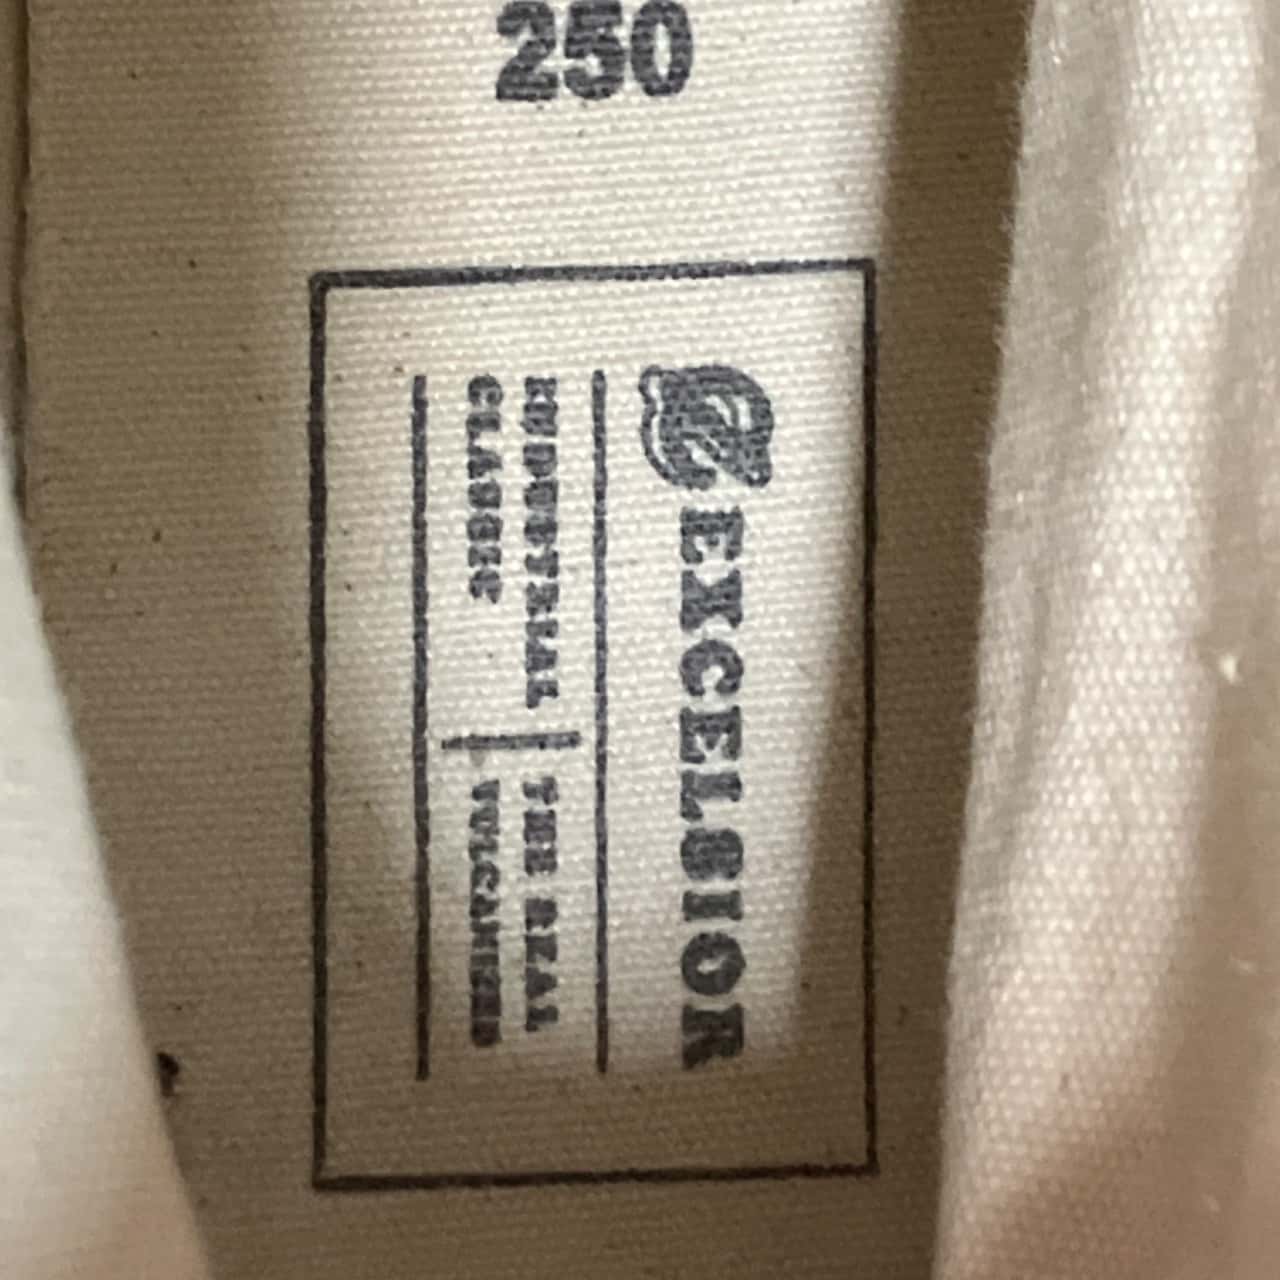 250
EXCELSIOR
INDUSTRIAL CLASSIC
THE REAL VULCANIZED